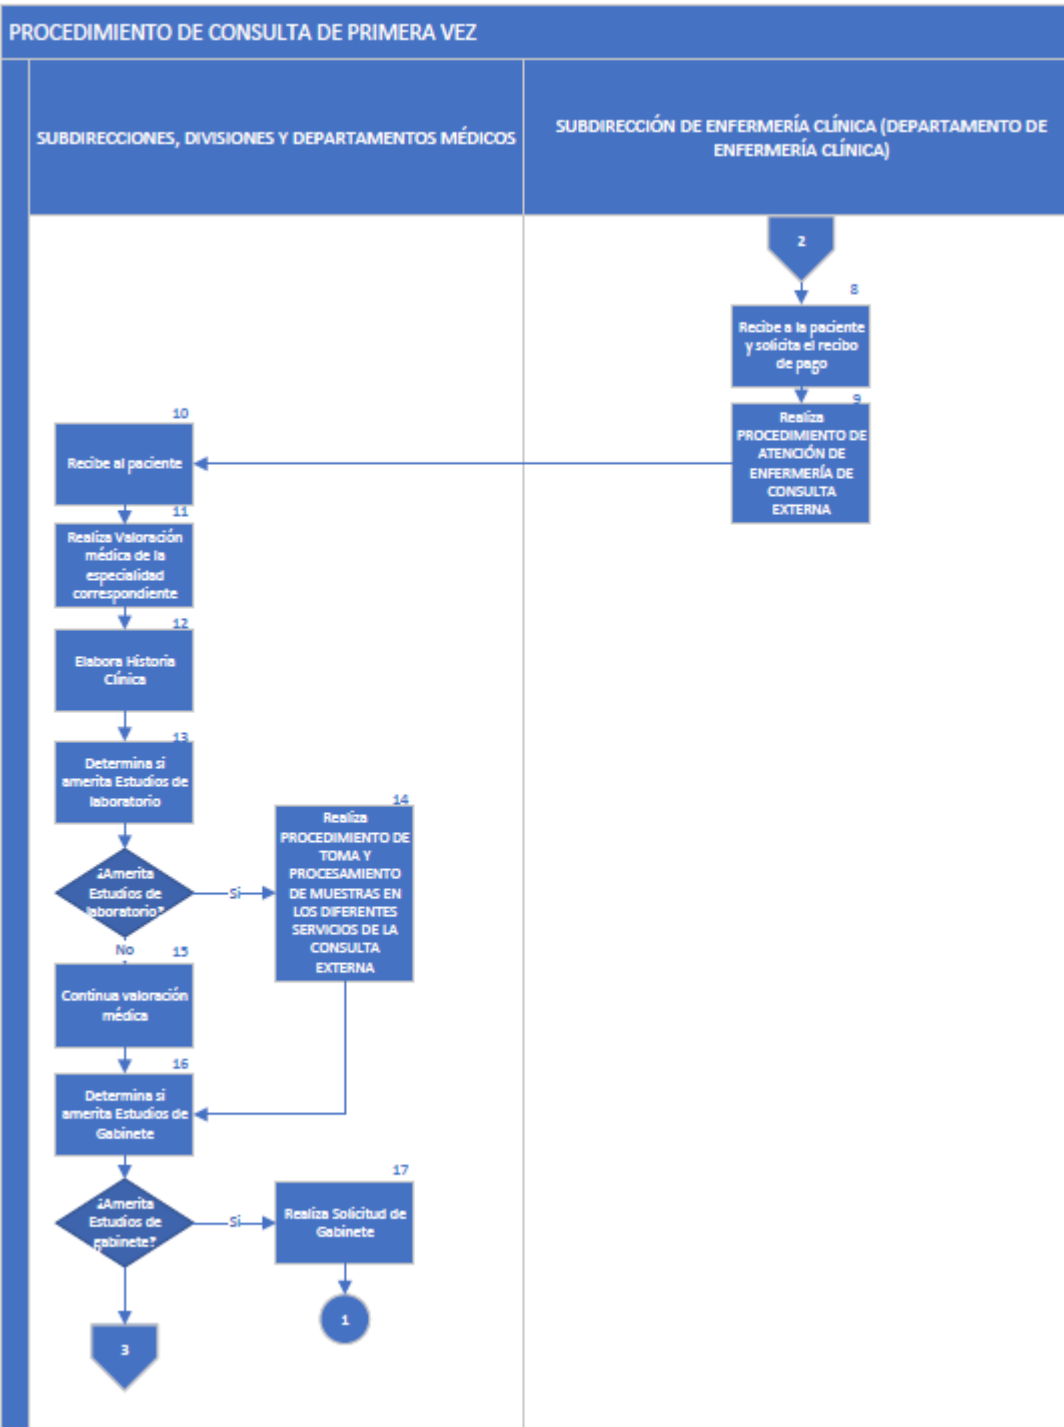 PROCEDIMIENTO DE CONSULTA DE PRIMERA VEZ
SUBDIRECCIONES, DIVISIONES Y DEPARTAMENTOS MÉDICOS
SUBDIRECCIÓN DE ENFERMERÍA CLÍNICA (DEPARTAMENTO DE
ENFERMERÍA CLÍNICA)
2
8
Recibe a la paciente
y solicita el recibo
de pago
9
Realiza
PROCEDIMIENTO DE
ATENCIÓN DE
ENFERMERÍA DE
CONSULTA
EXTERNA
10
Recibe al paciente
11
Realiza Valoración
médica de la
especialidad
correspondiente
12
Elabora Historia
Clínica
13
Determina si
amerita Estudios de
laboratorio
¿Amerita
Estudios de
laboratorio?
Si
No
14
Realiza
PROCEDIMIENTO DE
TOMA Y
PROCESAMIENTO
DE MUESTRAS EN
LOS DIFERENTES
SERVICIOS DE LA
CONSULTA
EXTERNA
15
Continua valoración
médica
16
Determina si
amerita Estudios de
Gabinete
¿Amerita
Estudios de
gabinete?
Si
17
Realiza Solicitud de
Gabinete
1
3